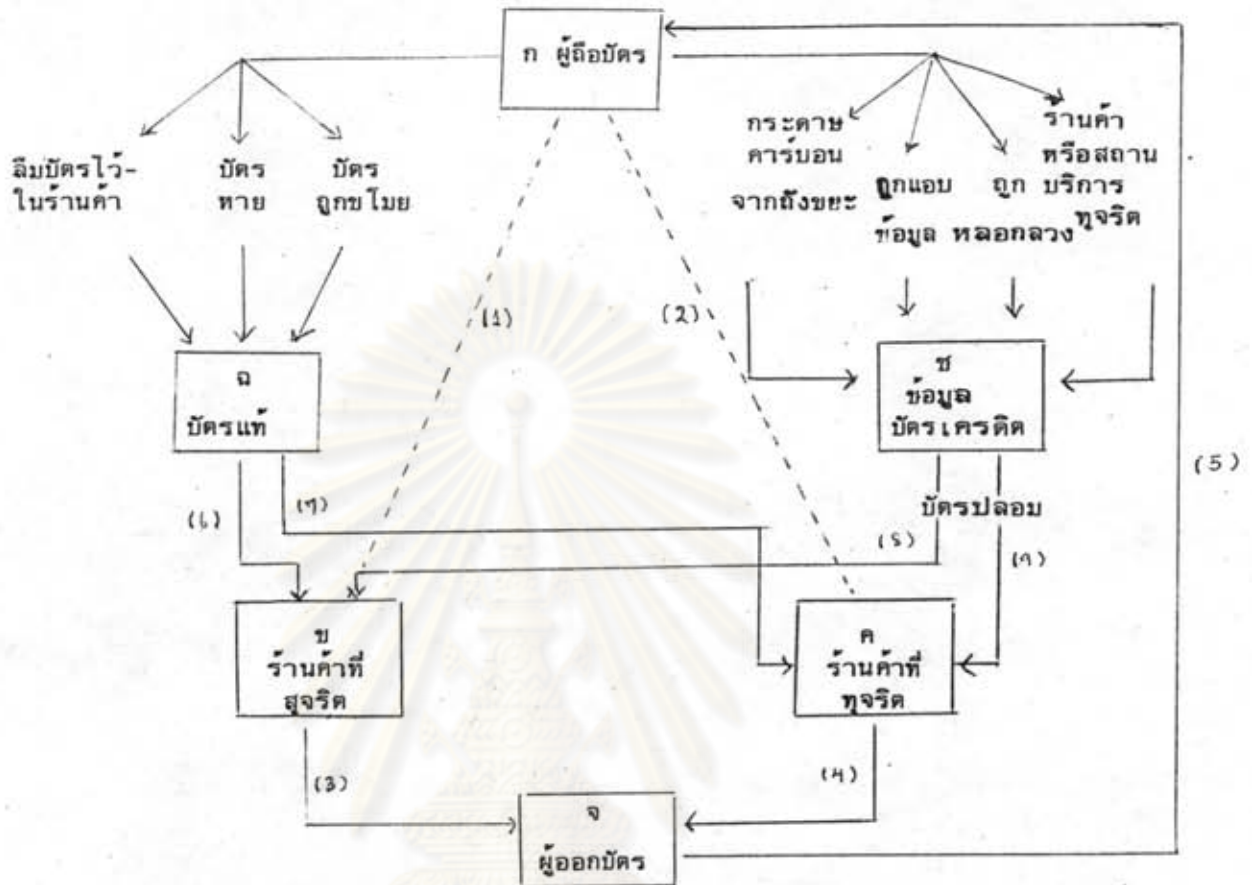 ก ผู้ถือบัตร
ลืมบัตรไว้-
ในร้านค้า
บัตร
หาย
บัตร
ถูกขโมย
กระดาษ
คาร์บอน
จากถังขยะ
ถูกแอบ
ข้อมูล
ถูก
หลอกลวง
ร้านค้า
หรือสถาน
บริการ
ทุจริต
(1)
(2)
ฉ
บัตรแท้
ช
ข้อมูล
บัตรเครดิต
(5)
(6)
(7)
บัตรปลอม
(8)
(9)
ข
ร้านค้าที่
สุจริต
ค
ร้านค้าที่
ทุจริต
(3)
(4)
จ
ผู้ออกบัตร